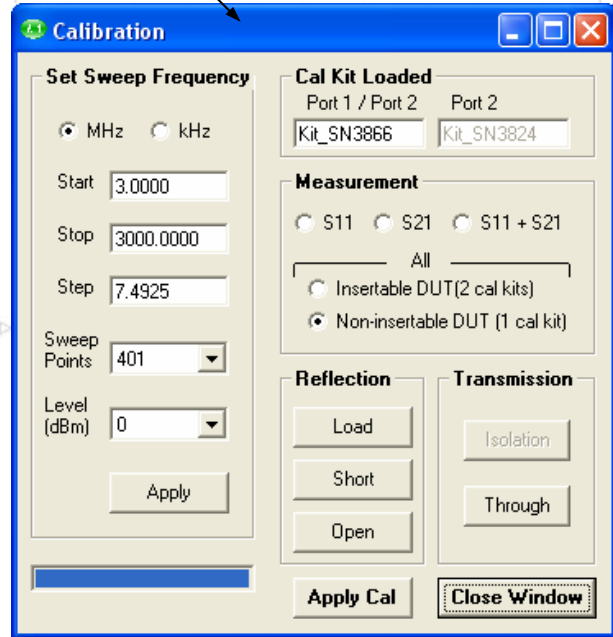 Calibration
Set Sweep Frequency
MHz kHz
Start 3.0000
Stop 3000.0000
Step 7.4925
Sweep
Points 401
Level
(dBm) 0
Apply
Cal Kit Loaded
Port 1 / Port 2 Port 2
Kit_SN3866 Kit_SN3824
Measurement
S11 S21 S11 + S21
All
Insertable DUT(2 cal kits)
Non-insertable DUT (1 cal kit)
Reflection
Load
Short
Open
Transmission
Isolation
Through
Apply Cal
Close Window